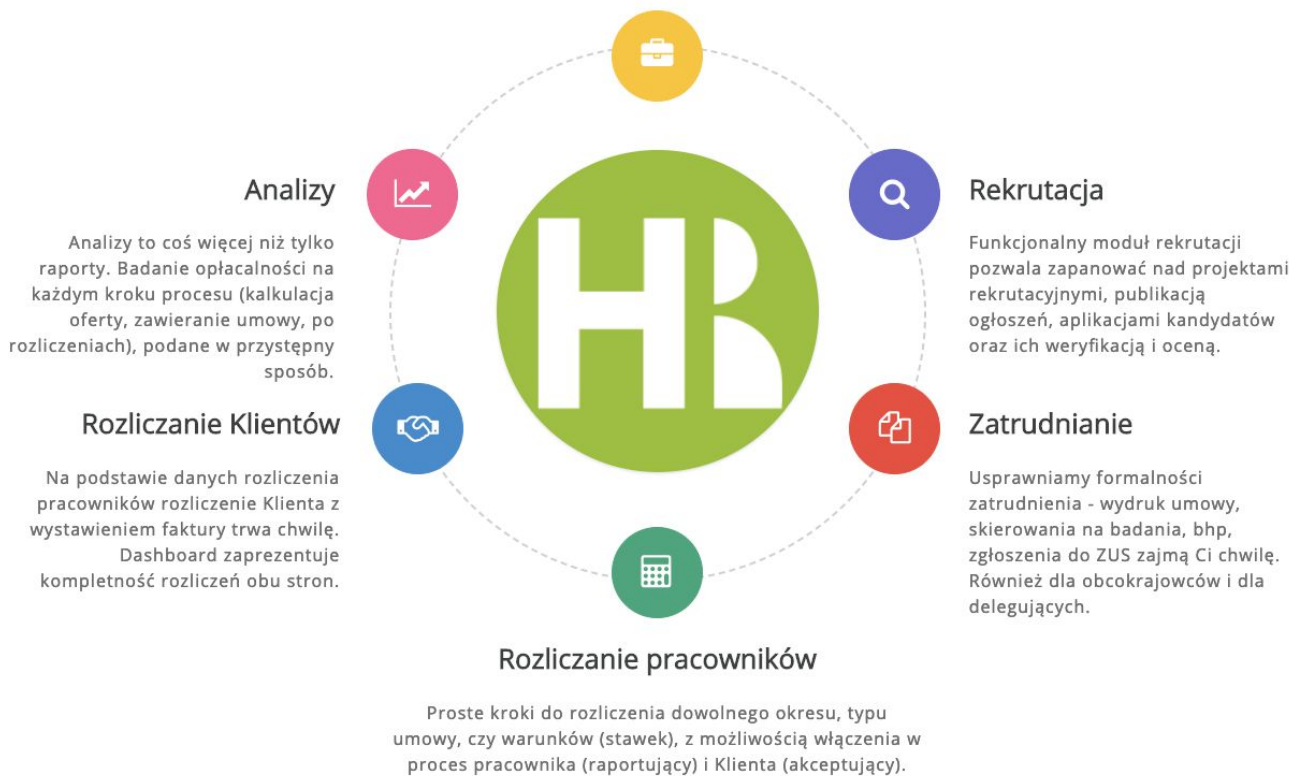 HR
Analizy
Analizy to coś więcej niż tylko
raporty. Badanie opłacalności na
każdym kroku procesu (kalkulacja
oferty, zawieranie umowy, po
rozliczeniach), podane w przystępny
sposób.
Rekrutacja
Funkcjonalny moduł rekrutacji
pozwala zapanować nad projektami
rekrutacyjnymi, publikacją
ogłoszeń, aplikacjami kandydatów
oraz ich weryfikacją i oceną.
Rozliczanie Klientów
Na podstawie danych rozliczenia
pracowników rozliczenie Klienta z
wystawieniem faktury trwa chwilę.
Dashboard zaprezentuje
kompletność rozliczeń obu stron.
Zatrudnianie
Usprawniamy formalności
zatrudnienia - wydruk umowy,
skierowania na badania, bhp,
zgłoszenia do ZUS zajmą Ci chwilę.
Również dla obcokrajowców i dla
delegujących.
Rozliczanie pracowników
Proste kroki do rozliczenia dowolnego okresu, typu
umowy, czy warunków (stawek), z możliwością włączenia w
proces pracownika (raportujący) i Klienta (akceptujący).